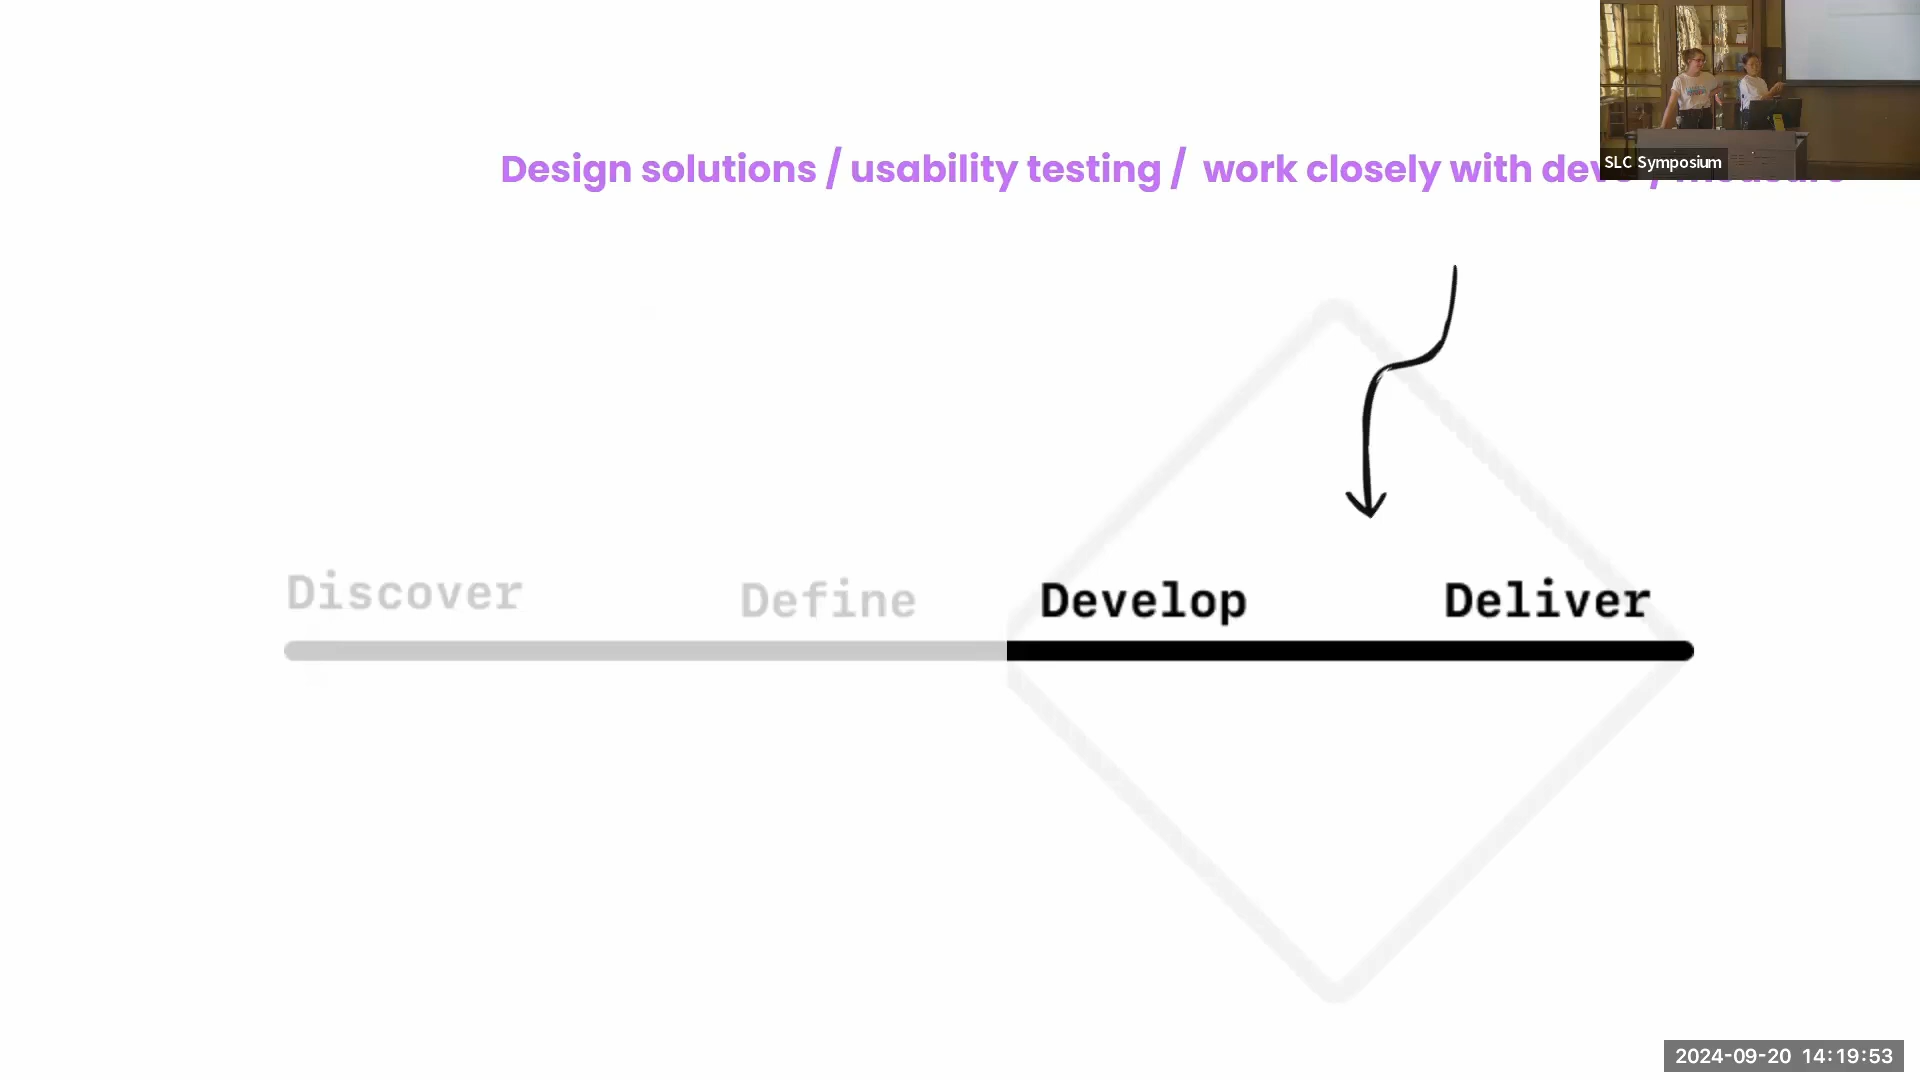 Design solutions / usability testing / work closely with
SLC Symposium
Discover
Define
Develop
Deliver
2024-09-20 14:19:53